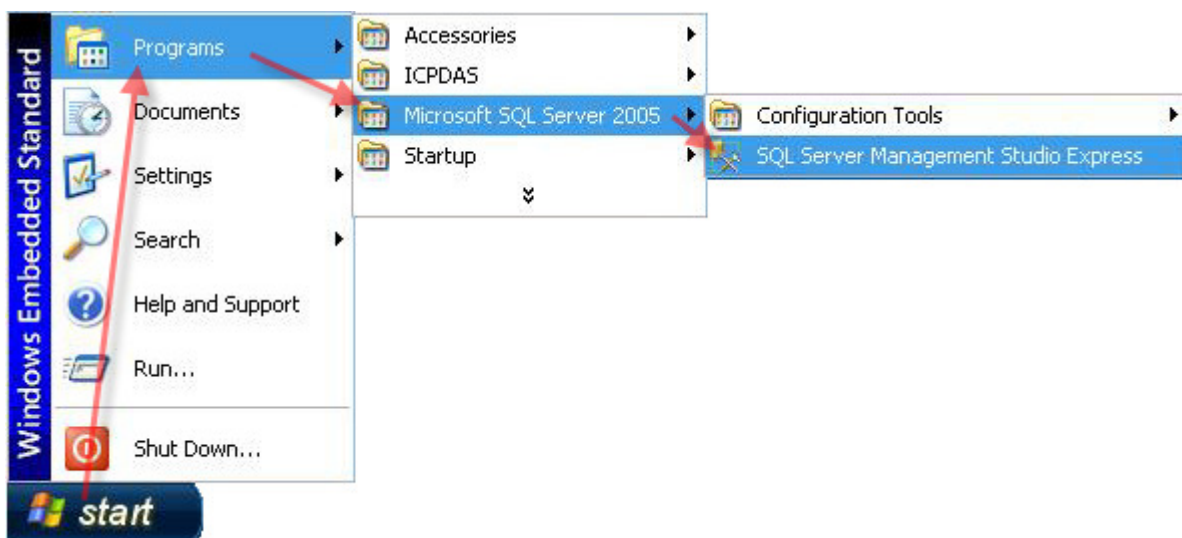 Windows Embedded Standard
Programs
Documents
Settings
Search
Help and Support
Run...
Shut Down...
start
Accessories
ICPDAS
Microsoft SQL Server 2005
Startup
Configuration Tools
SQL Server Management Studio Express